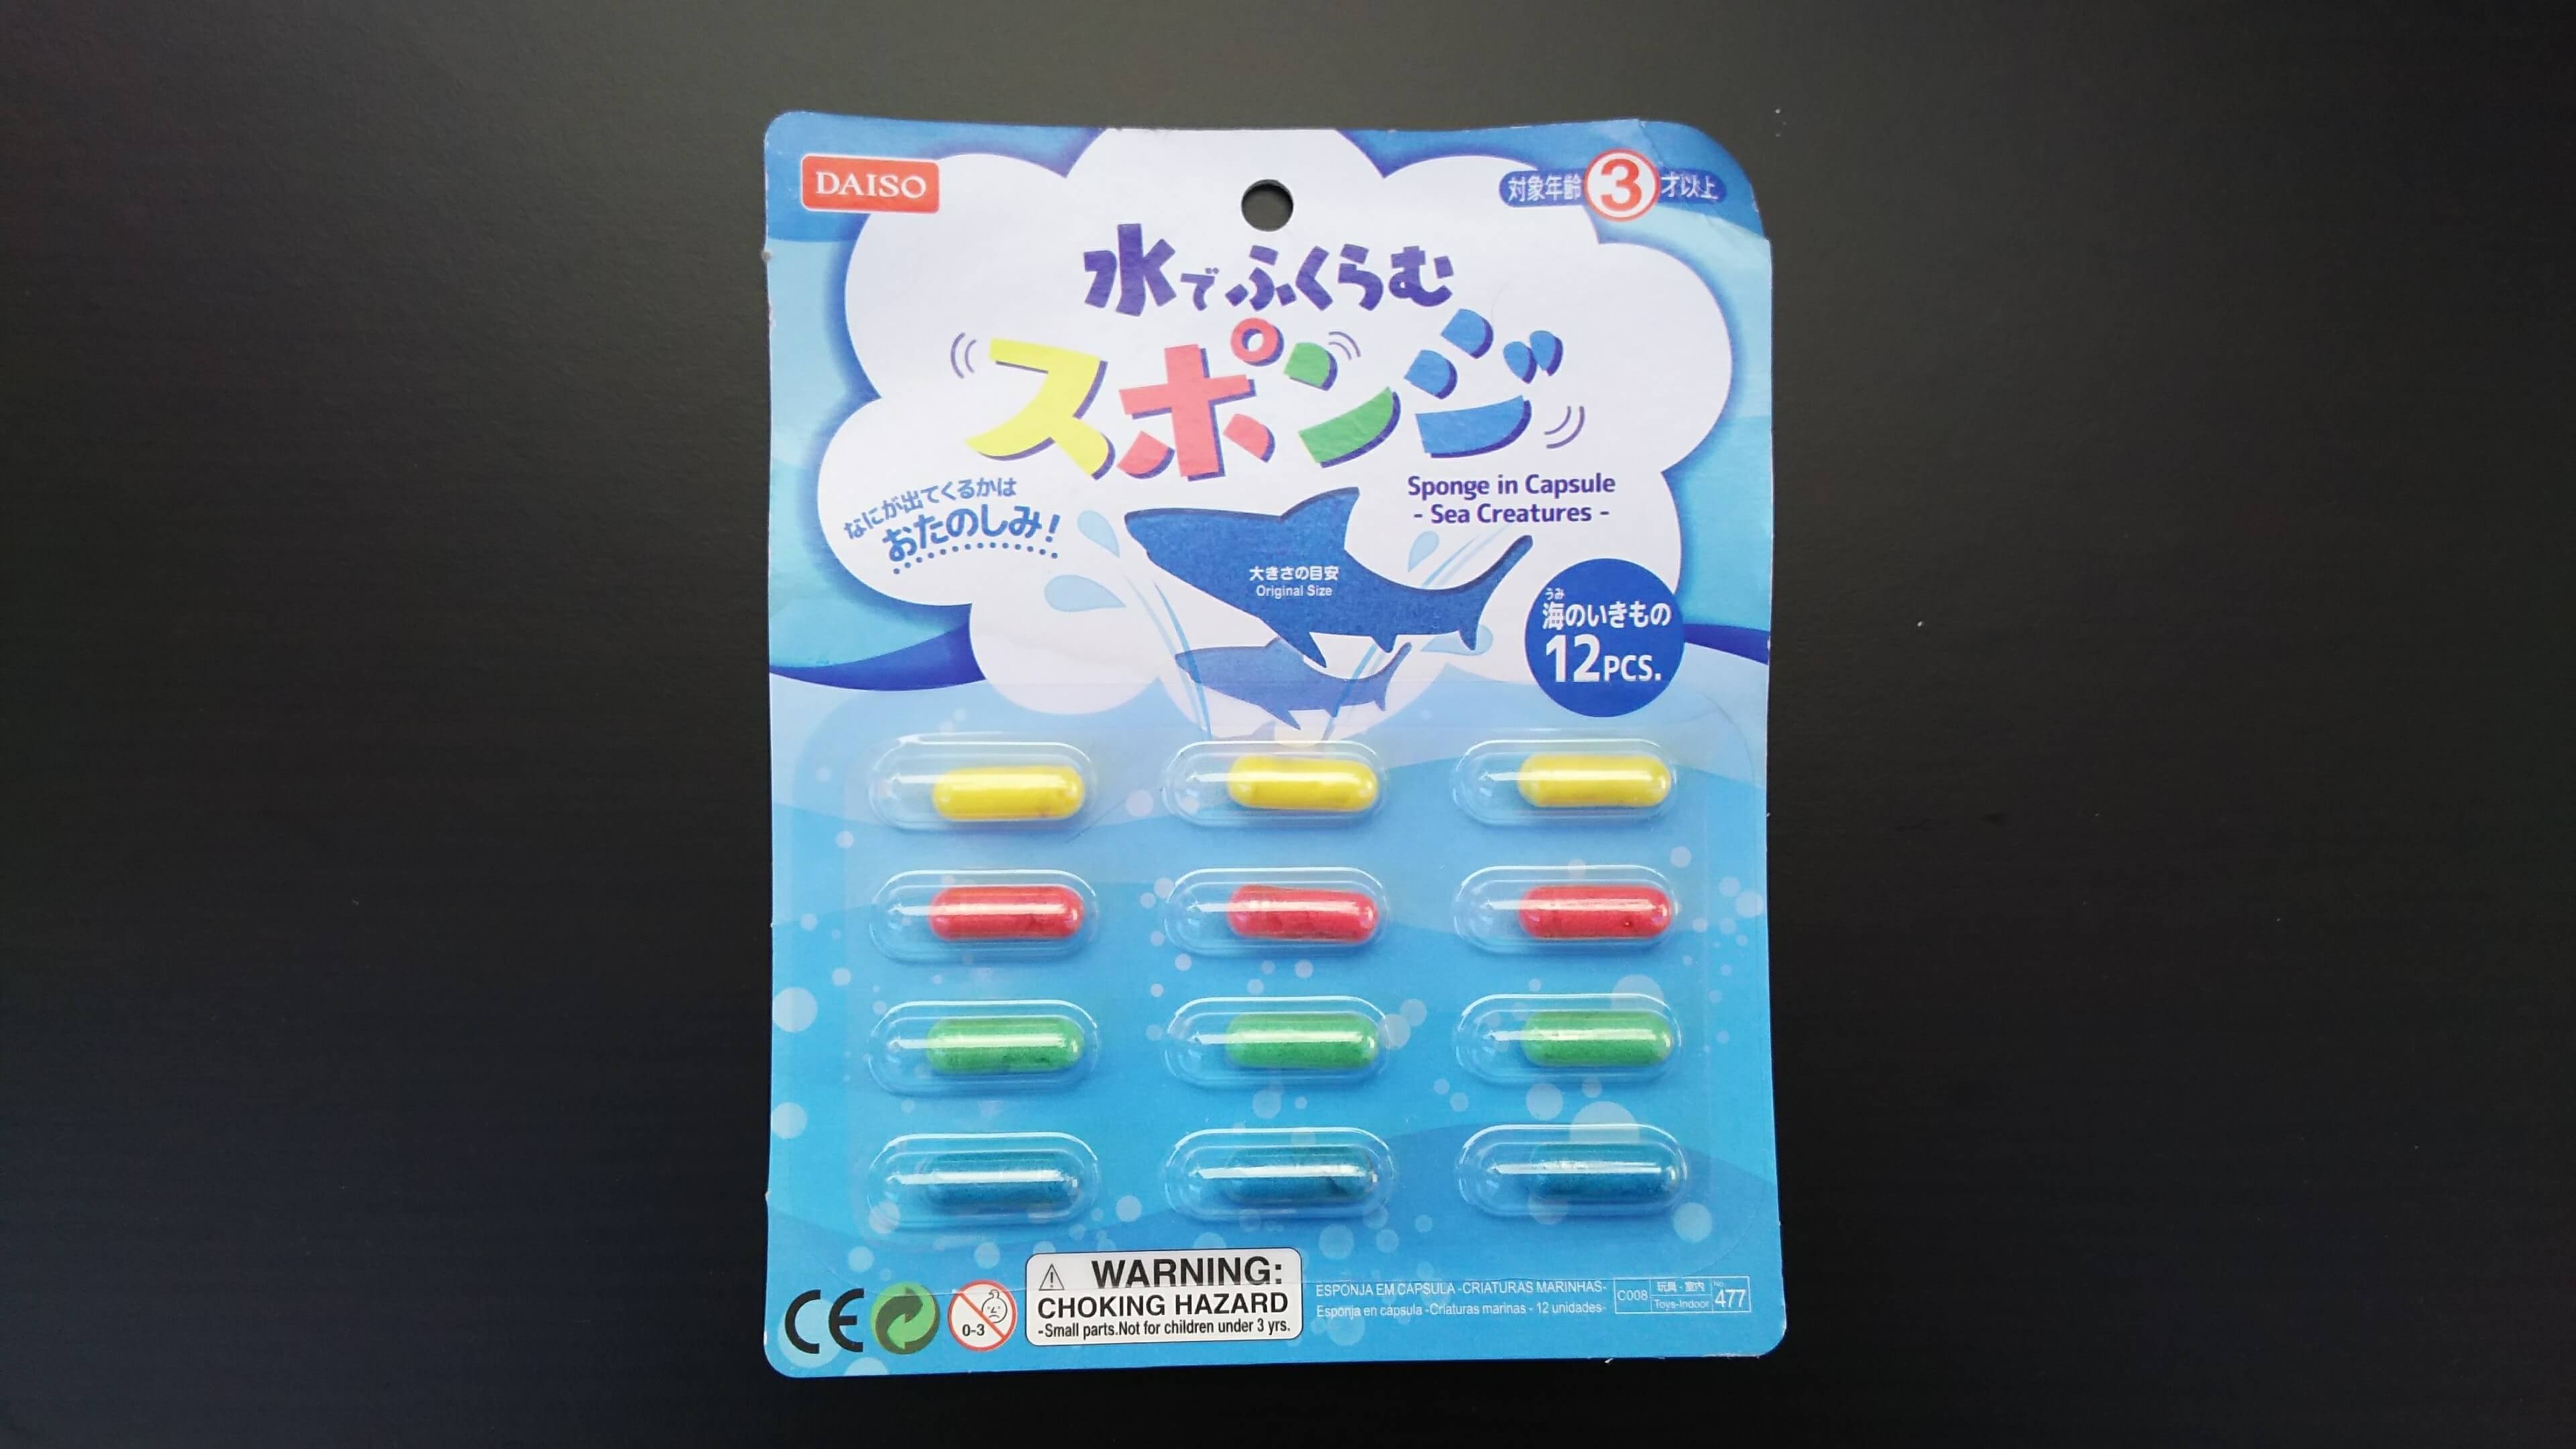 DAISO
対象年齢 3 才以上
水でふくらむ
スポンジ
なにが出てくるかは
おたのしみ!
Sponge in Capsule
- Sea Creatures -
大きさの目安
Original Size
うみ
海のいきもの
12PCS.
CE
0-3
WARNING:
CHOKING HAZARD
-Small parts.Not for children under 3 yrs.
ESPONJA EM CAPSULA -CRIATURAS MARINHAS-
Esponja en cápsula -Criaturas marinas - 12 unidades-
C008
玩具・室内
Toys-Indoor
No.
477